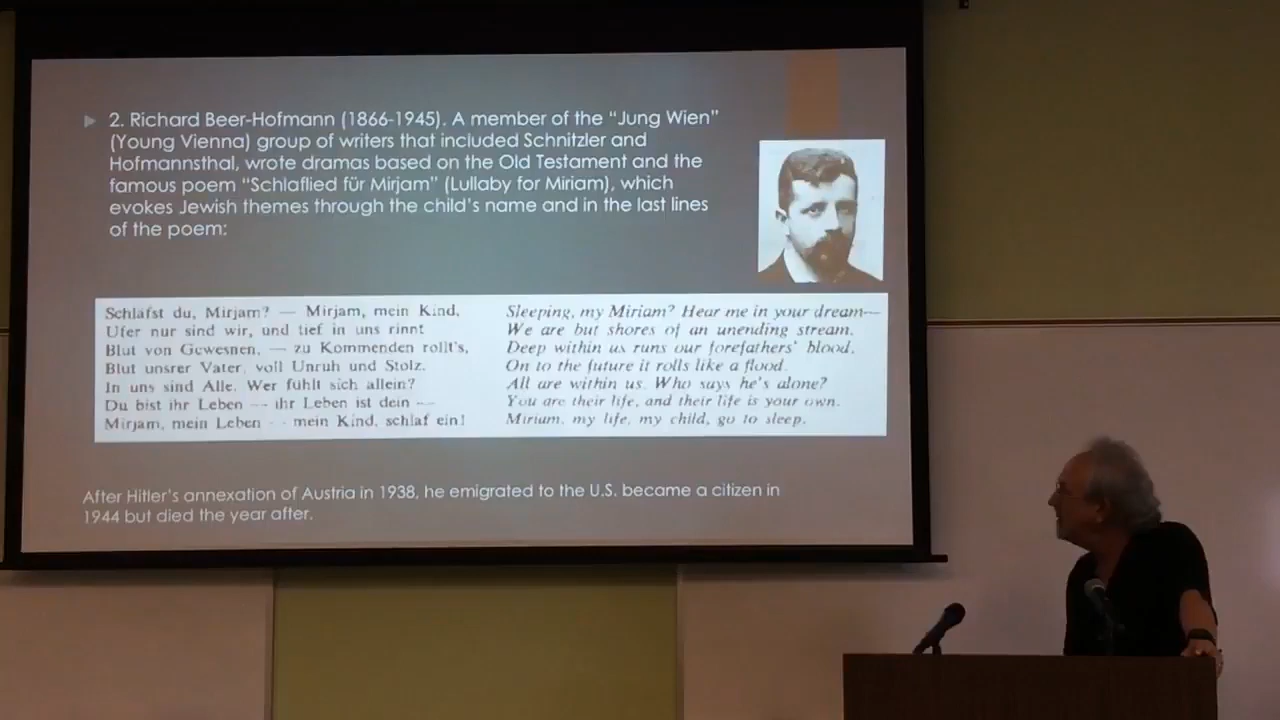 2. Richard Beer-Hofmann (1866-1945). A member of the “Jung Wien”
(Young Vienna) group of writers that included Schnitzler and
Hofmannsthal, wrote dramas based on the Old Testament and the
famous poem “Schlaflied für Mirjam” (Lullaby for Miriam), which
evokes Jewish themes through the child’s name and in the last lines
of the poem:
Schlafst du, Mirjam? — Mirjam, mein Kind,
Ufer nur sind wir, und tief in uns rinnt
Blut von Gewesnen, — zu Kommenden rollt's,
Blut unsrer Vater, voll Unruh und Stolz.
In uns sind Alle. Wer fuhlt sich allein?
Du bist ihr Leben — ihr Leben ist dein —
Mirjam, mein Leben - - mein Kind, schlaf ein!
Sleeping, my Miriam? Hear me in your dream—
We are but shores of an unending stream.
Deep within us runs our forefathers' blood,
On to the future it rolls like a flood.
All are within us. Who says he's alone?
You are their life, and their life is your own.
Miriam, my life, my child, go to sleep.
After Hitler’s annexation of Austria in 1938, he emigrated to the U.S. became a citizen in
1944 but died the year after.